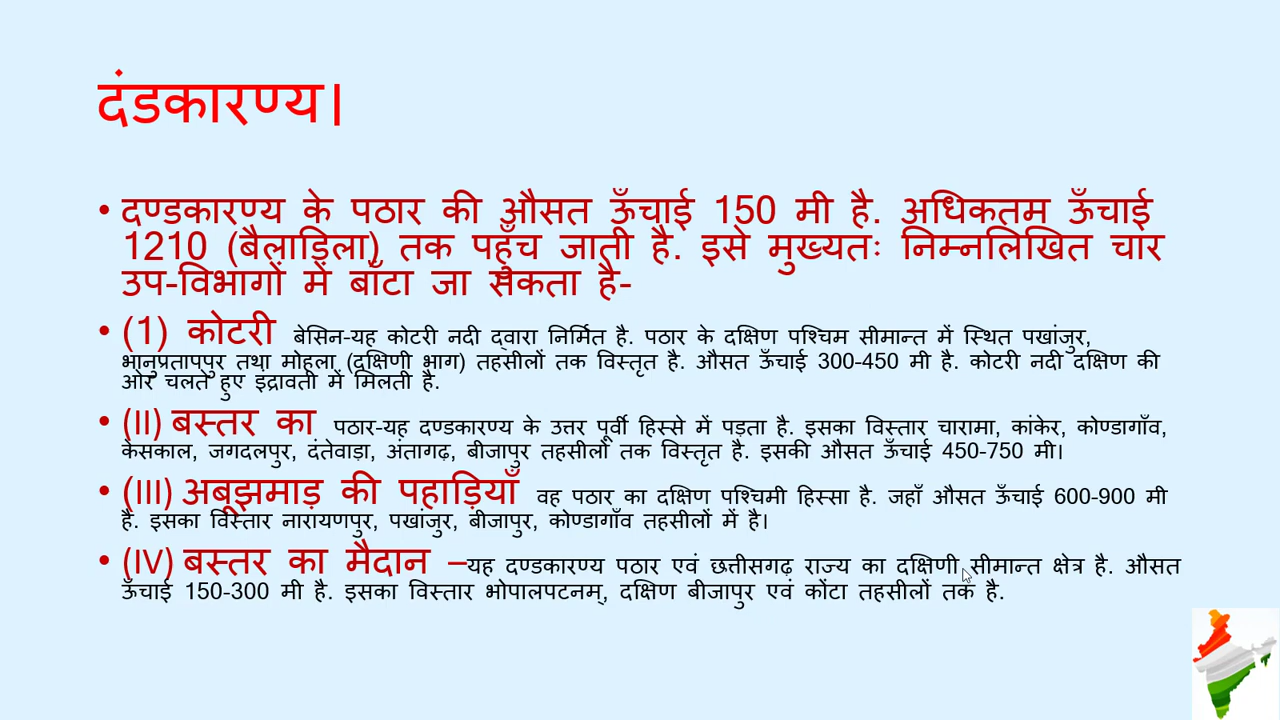 दंडकारण्य।
• दण्डकारण्य के पठार की औसत ऊँचाई 150 मी है. अधिकतम ऊँचाई
1210 (बैलाड़िला) तक पहुँच जाती है. इसे मुख्यतः निम्नलिखित चार
उप-विभागों में बाँटा जा सकता है-
• (1) कोटरी बेसिन-यह कोटरी नदी द्वारा निर्मित है. पठार के दक्षिण पश्चिम सीमान्त में स्थित पखांजुर,
भानुप्रतापपुर तथा मोहला (दक्षिणी भाग) तहसीलों तक विस्तृत है. औसत ऊँचाई 300-450 मी है. कोटरी नदी दक्षिण की
ओर चलते हुए इंद्रावती में मिलती है.
• (II) बस्तर का पठार-यह दण्डकारण्य के उत्तर पूर्वी हिस्से में पड़ता है. इसका विस्तार चारामा, कांकेर, कोण्डागाँव,
केसकाल, जगदलपुर, दंतेवाड़ा, अंतागढ़, बीजापुर तहसीलों तक विस्तृत है. इसकी औसत ऊँचाई 450-750 मी।
• (III) अबूझमाड़ की पहाड़ियाँ वह पठार का दक्षिण पश्चिमी हिस्सा है. जहाँ औसत ऊँचाई 600-900 मी
है. इसका विस्तार नारायणपुर, पखांजुर, बीजापुर, कोण्डागाँव तहसीलों में है।
• (IV) बस्तर का मैदान –यह दण्डकारण्य पठार एवं छत्तीसगढ़ राज्य का दक्षिणी सीमान्त क्षेत्र है. औसत
ऊँचाई 150-300 मी है. इसका विस्तार भोपालपटनम्, दक्षिण बीजापुर एवं कोंटा तहसीलों तक है.